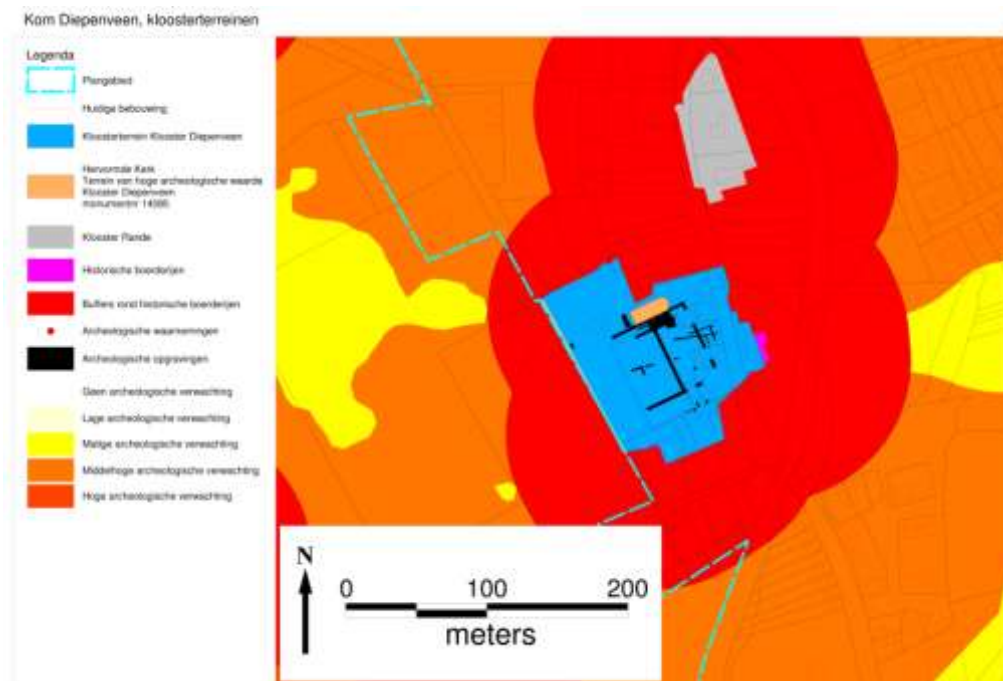 Kom Diepenveen, kloosterterreinen
Legenda
Plangebied
Huidige bebouwing
Kloosterterrein Klooster Diepenveen
Hervormde Kerk
Terrein van hoge archeologische waarde
Klooster Diepenveen
monumentnr
Klooster Rande
Historische boerderijen
Buffers rond historische boerderijen
Archeologische waarnemingen
Archeologische opgravingen
Geen archeologische verwachting
Lage archeologische verwachting
Matige archeologische verwachting
Middelhoge archeologische verwachting
Hoge archeologische verwachting
N
0 100 200
meters